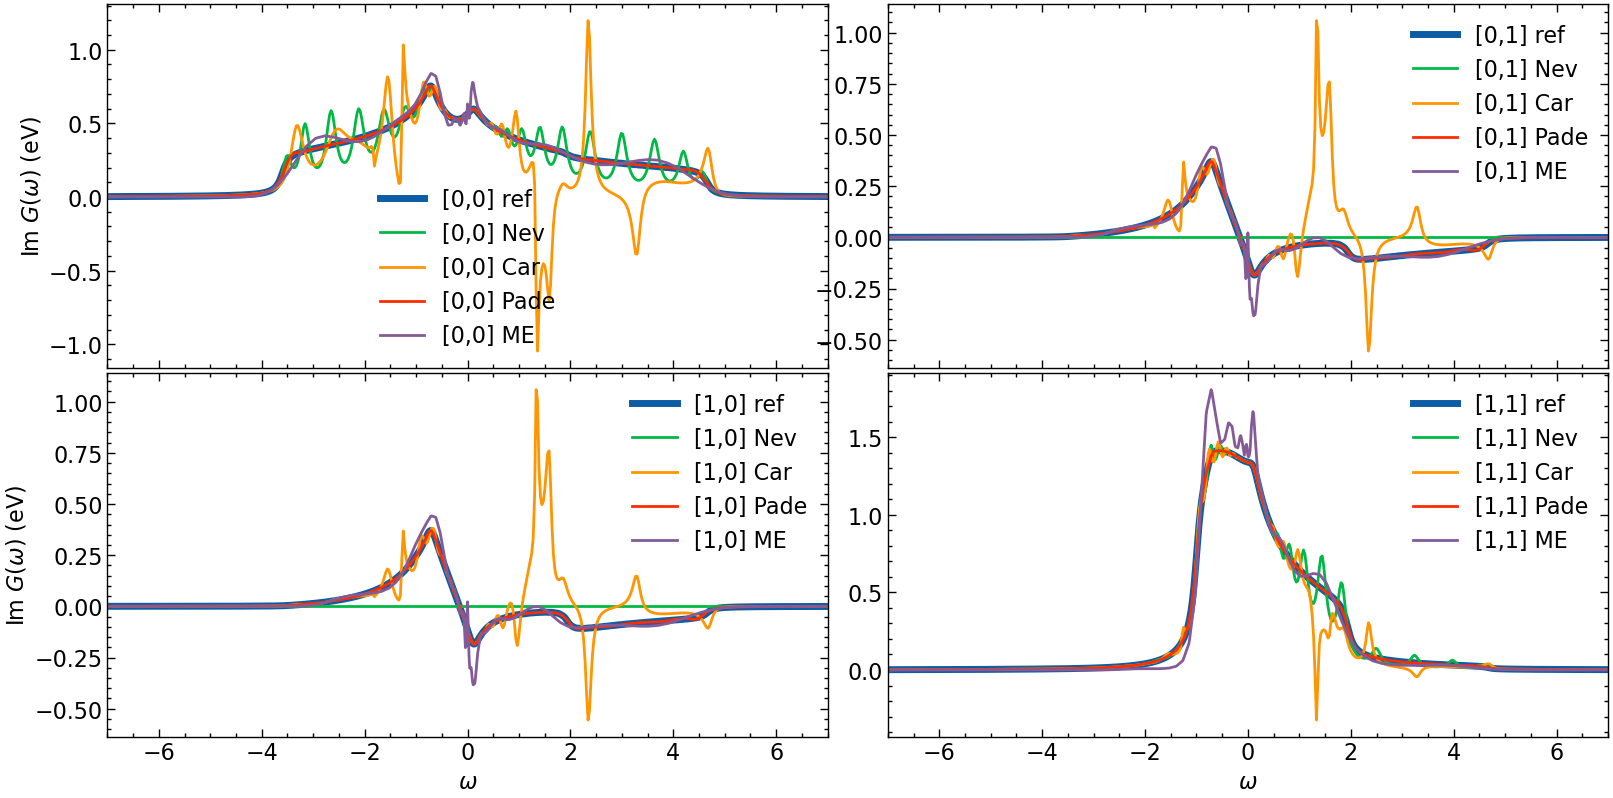 Im G(ω) (eV)
1.0
0.5
0.0
−0.5
−1.0
[0,0] ref
[0,0] Nev
[0,0] Car
[0,0] Pade
[0,0] ME
1.00
0.75
0.50
0.25
0.00
−0.25
−0.50
[0,1] ref
[0,1] Nev
[0,1] Car
[0,1] Pade
[0,1] ME
Im G(ω) (eV)
1.00
0.75
0.50
0.25
0.00
−0.25
−0.50
[1,0] ref
[1,0] Nev
[1,0] Car
[1,0] Pade
[1,0] ME
−6 −4 −2 0 2 4 6
ω
1.5
1.0
0.5
0.0
[1,1] ref
[1,1] Nev
[1,1] Car
[1,1] Pade
[1,1] ME
−6 −4 −2 0 2 4 6
ω